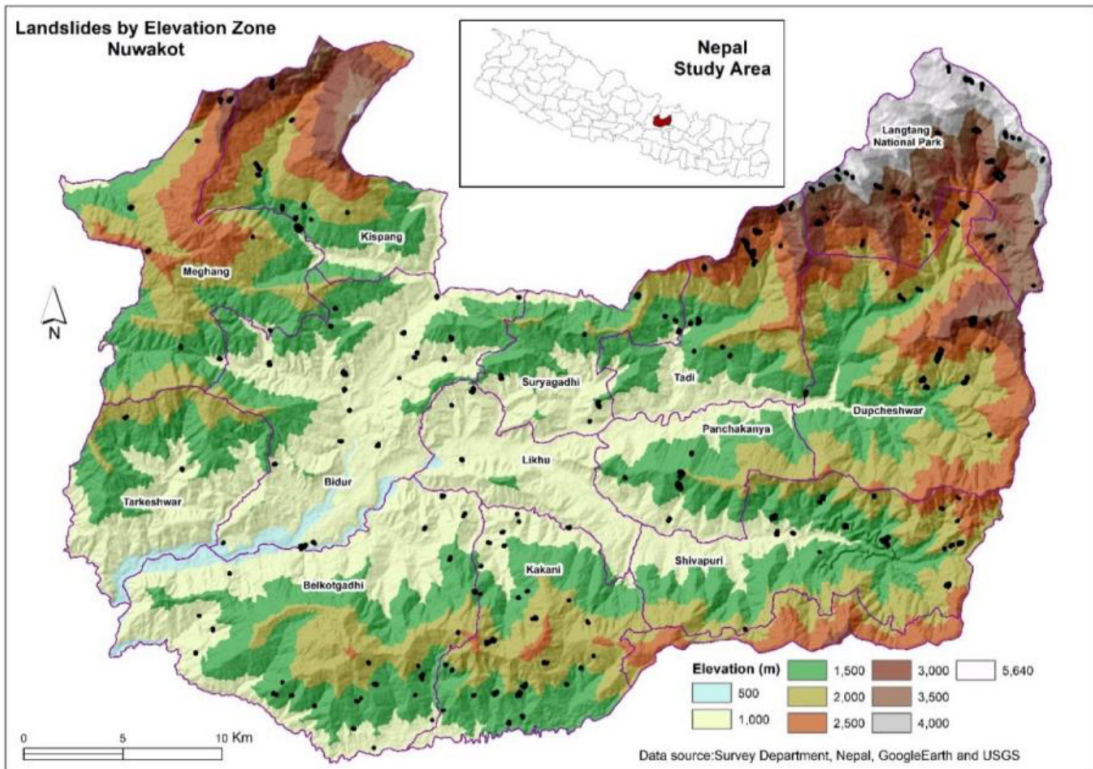 Landslides by Elevation Zone
Nuwakot
Nepal
Study Area
Langtang
National Park
Kispang
Meghang
N
Suryagadhi
Tadi
Dupcheshwar
Panchakanya
Likhu
Bidur
Tarkeshwar
Shivapuri
Kakani
Belkotgadhi
Elevation (m)
500
1,000
1,500
2,000
2,500
3,000
3,500
4,000
5,640
0 5 10 Km
Data source:Survey Department, Nepal, GoogleEarth and USGS